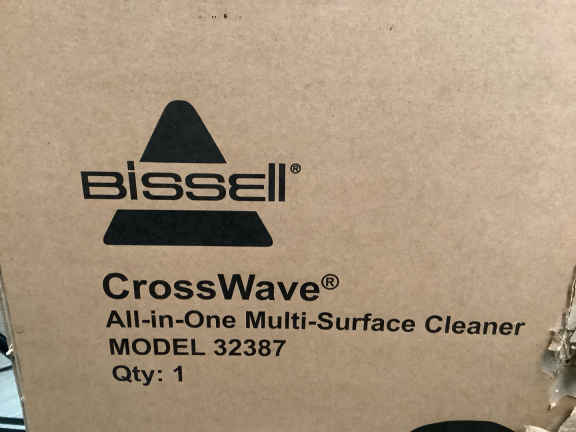 BISSELL®
CrossWave®
All-in-One Multi-Surface Cleaner
MODEL 32387
Qty: 1